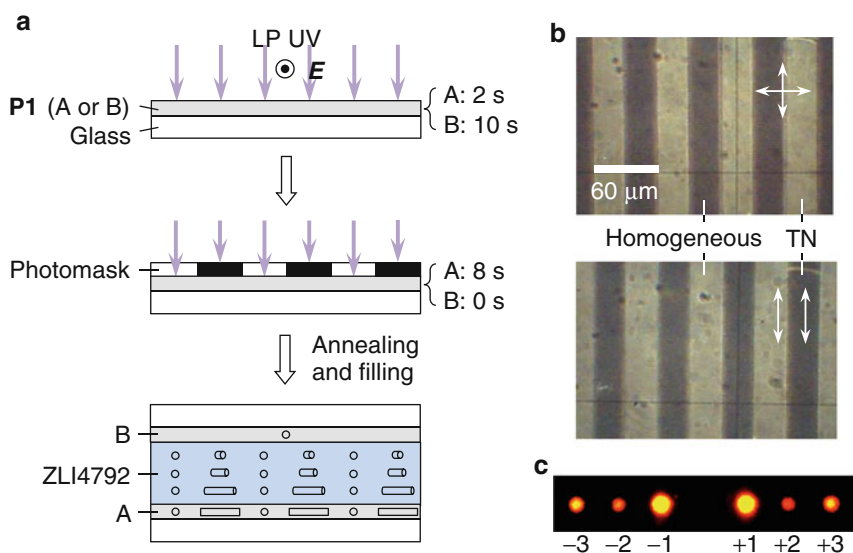 a
LP UV
E
P1 (A or B)
Glass
A: 2 s
B: 10 s
Photomask
A: 8 s
B: 0 s
Annealing
and filling
B
ZLI4792
A
b
60 μm
Homogeneous TN
c
−3 −2 −1 +1 +2 +3